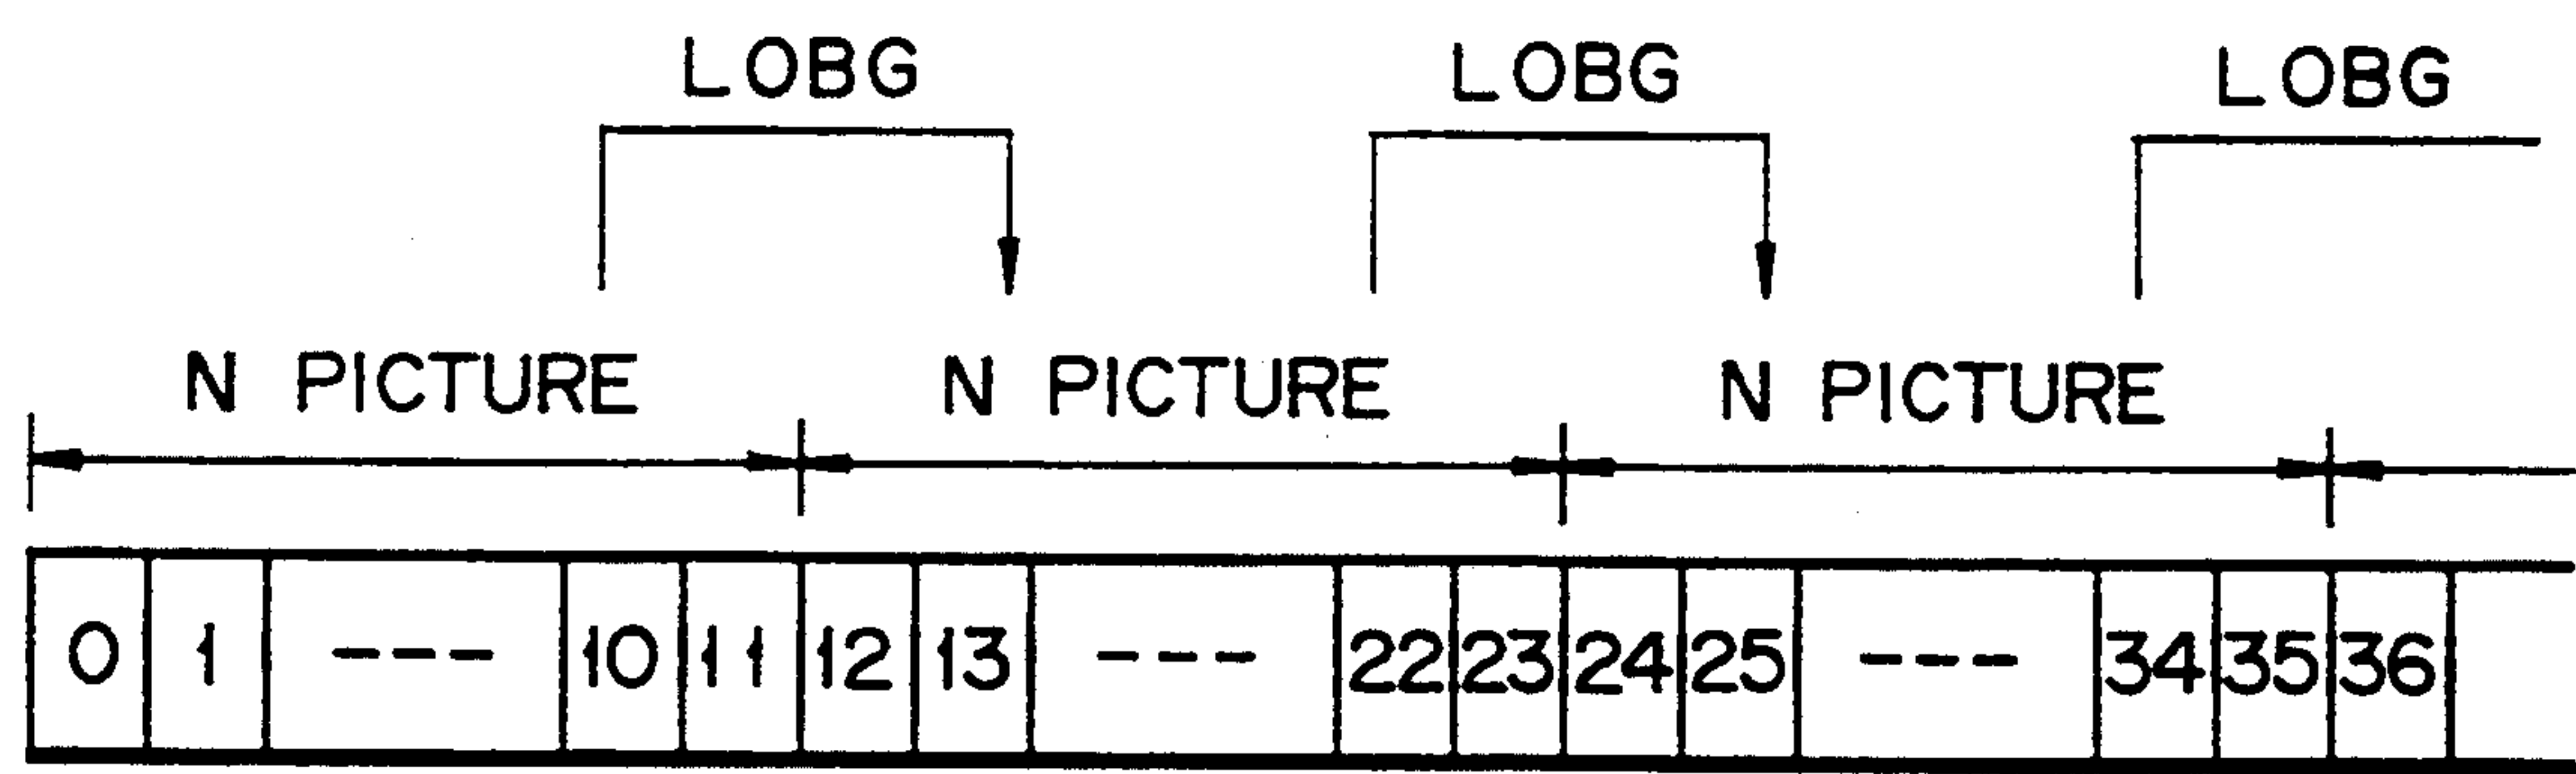 LOBG LOBG LOBG
N PICTURE N PICTURE N PICTURE
0 1 --- 10 11 12 13 --- 22 23 24 25 --- 34 35 36